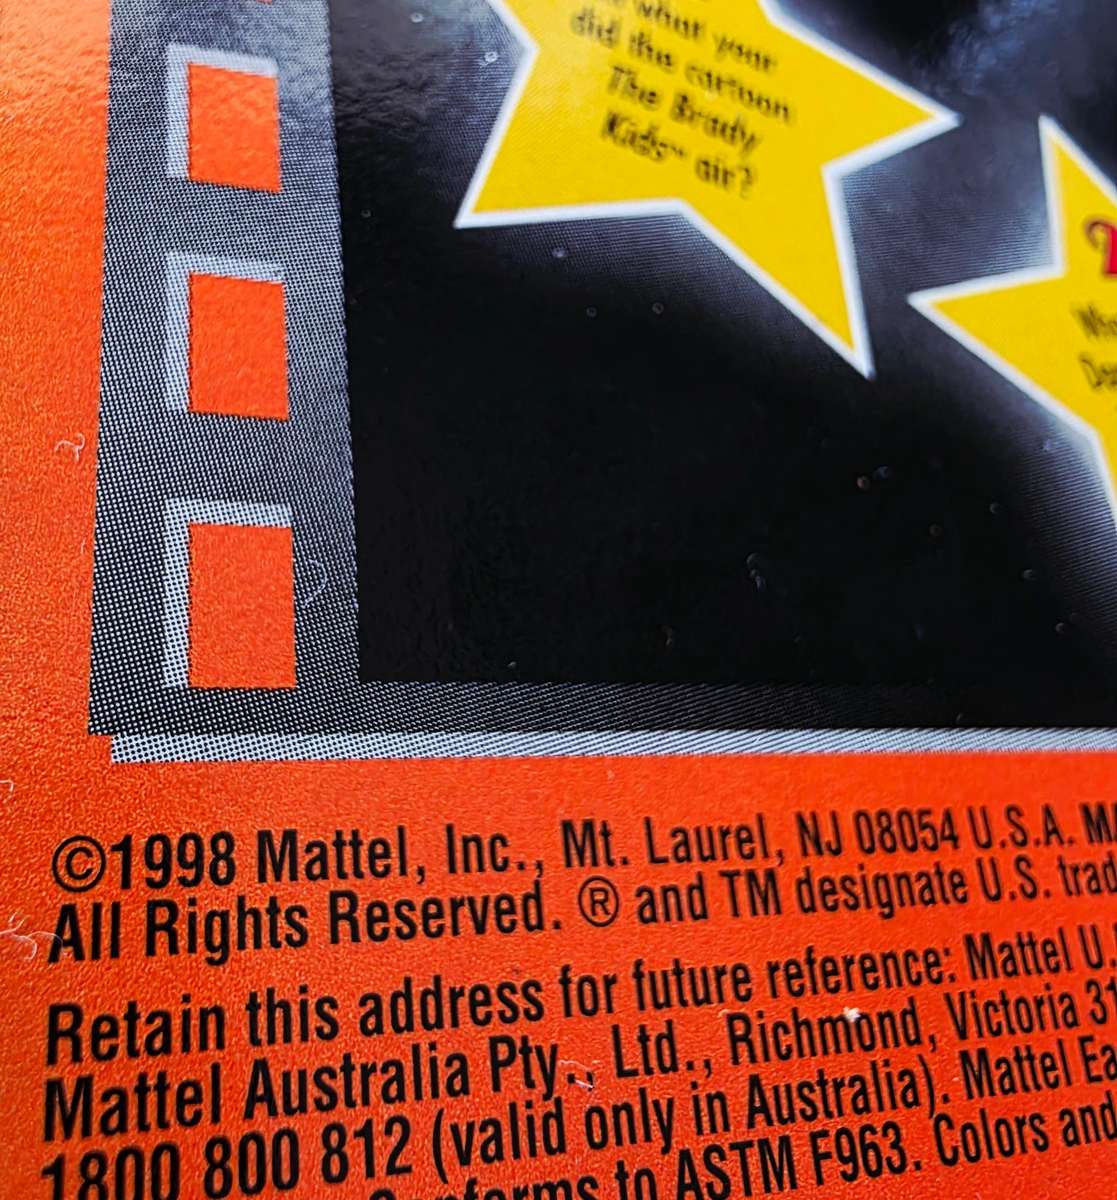 what your
did the cartoon
The Brady
Kids™ air?
©1998 Mattel, Inc., Mt. Laurel, NJ 08054 U.S.A.
All Rights Reserved. ® and TM designate U.S.
Retain this address for future reference: Mattel U.
Mattel Australia Pty., Ltd., Richmond, Victoria
1800 800 812 (valid only in Australia). Mattel
to ASTM F963. Colors and